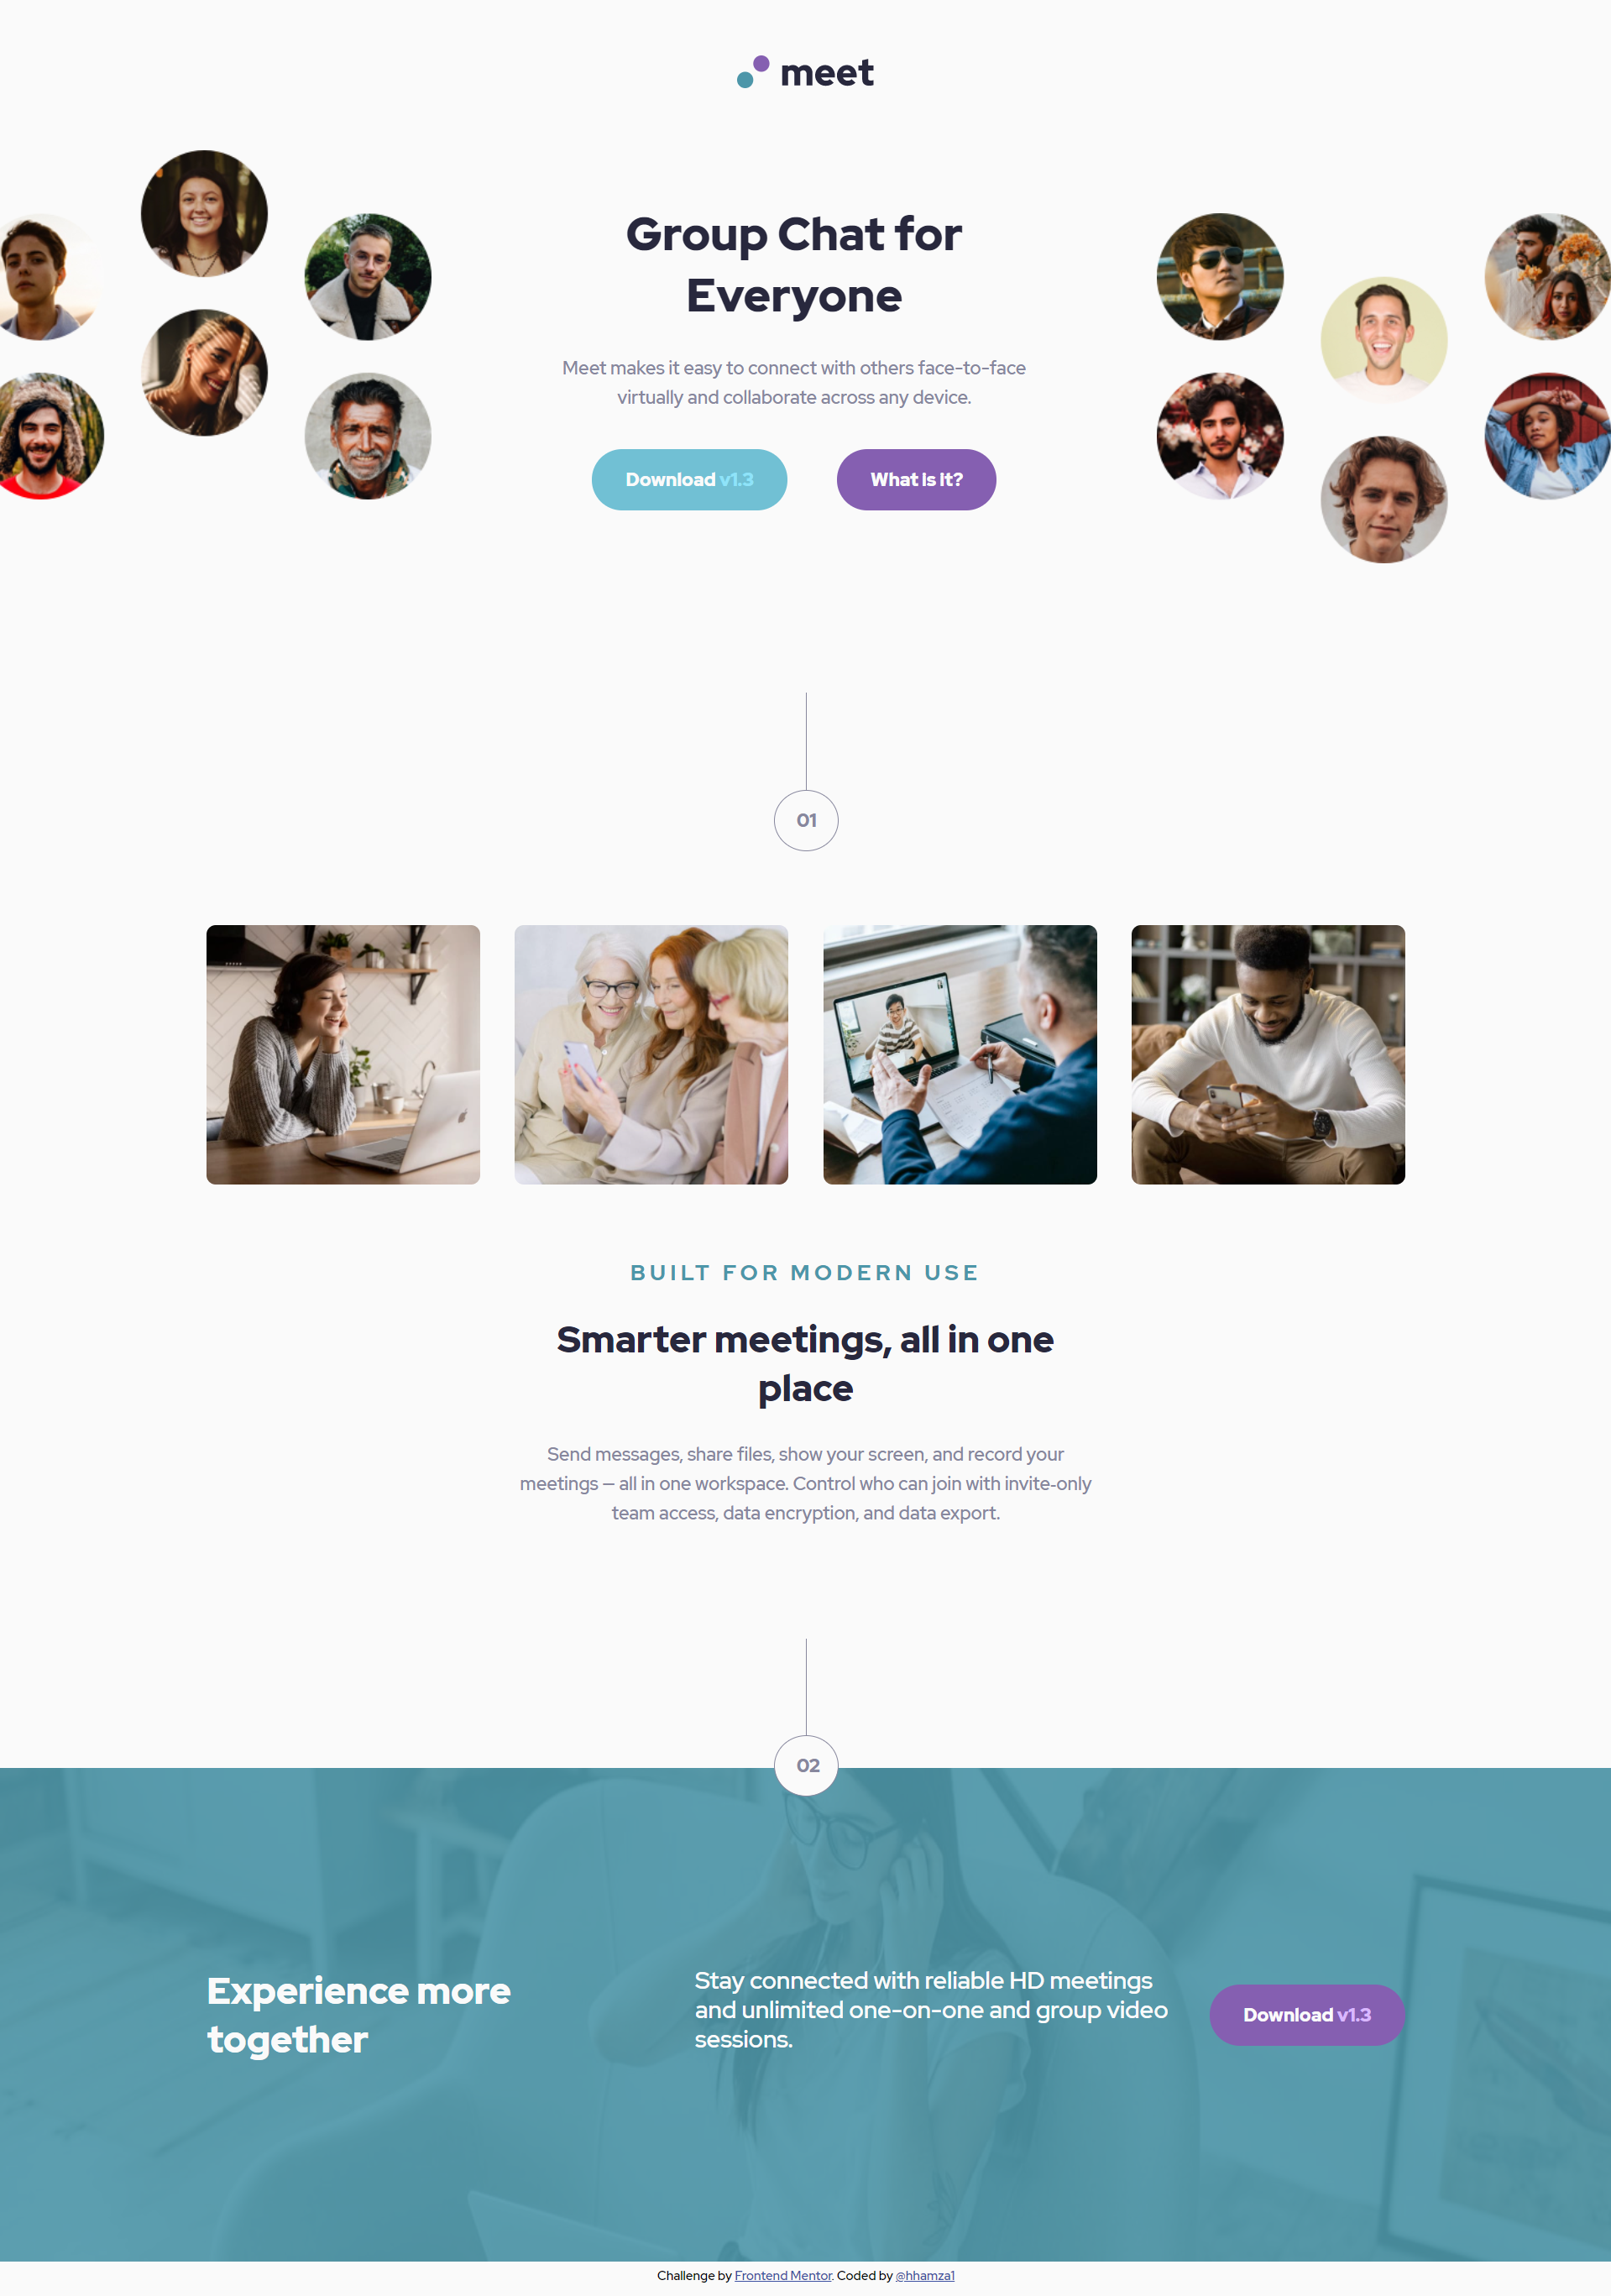 meet
Group Chat for
Everyone
Meet makes it easy to connect with others face-to-face
virtually and collaborate across any device.
Download v1.3
What is it?
01
BUILT FOR MODERN USE
Smarter meetings, all in one
place
Send messages, share files, show your screen, and record your
meetings — all in one workspace. Control who can join with invite-only
team access, data encryption, and data export.
02
Experience more
together
Stay connected with reliable HD meetings
and unlimited one-on-one and group video
sessions.
Download v1.3
Challenge by Frontend Mentor. Coded by @hhamza1